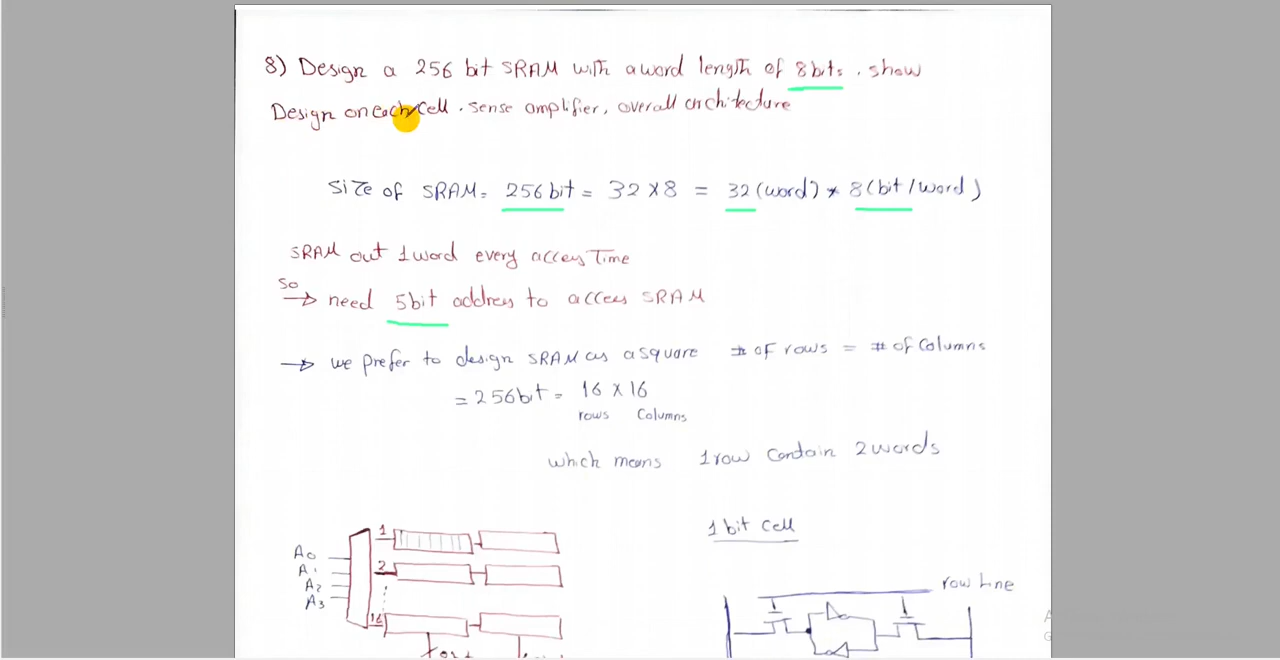 8) Design a 256 bit SRAM with a word length of 8 bits. show
Design on each cell. sense amplifier, overall architecture
Size of SRAM = 256 bit = 32 x 8 = 32 (word) * 8 (bit / word)
SRAM out 1 word every access Time
so
→ need 5 bit address to access SRAM
→ we prefer to design SRAM as a square # of rows = # of Columns
= 256 bit = 16 x 16
rows Columns
which means 1 row contain 2 words
1 bit cell
1
A0
A1
2
A2
A3
16
row Line